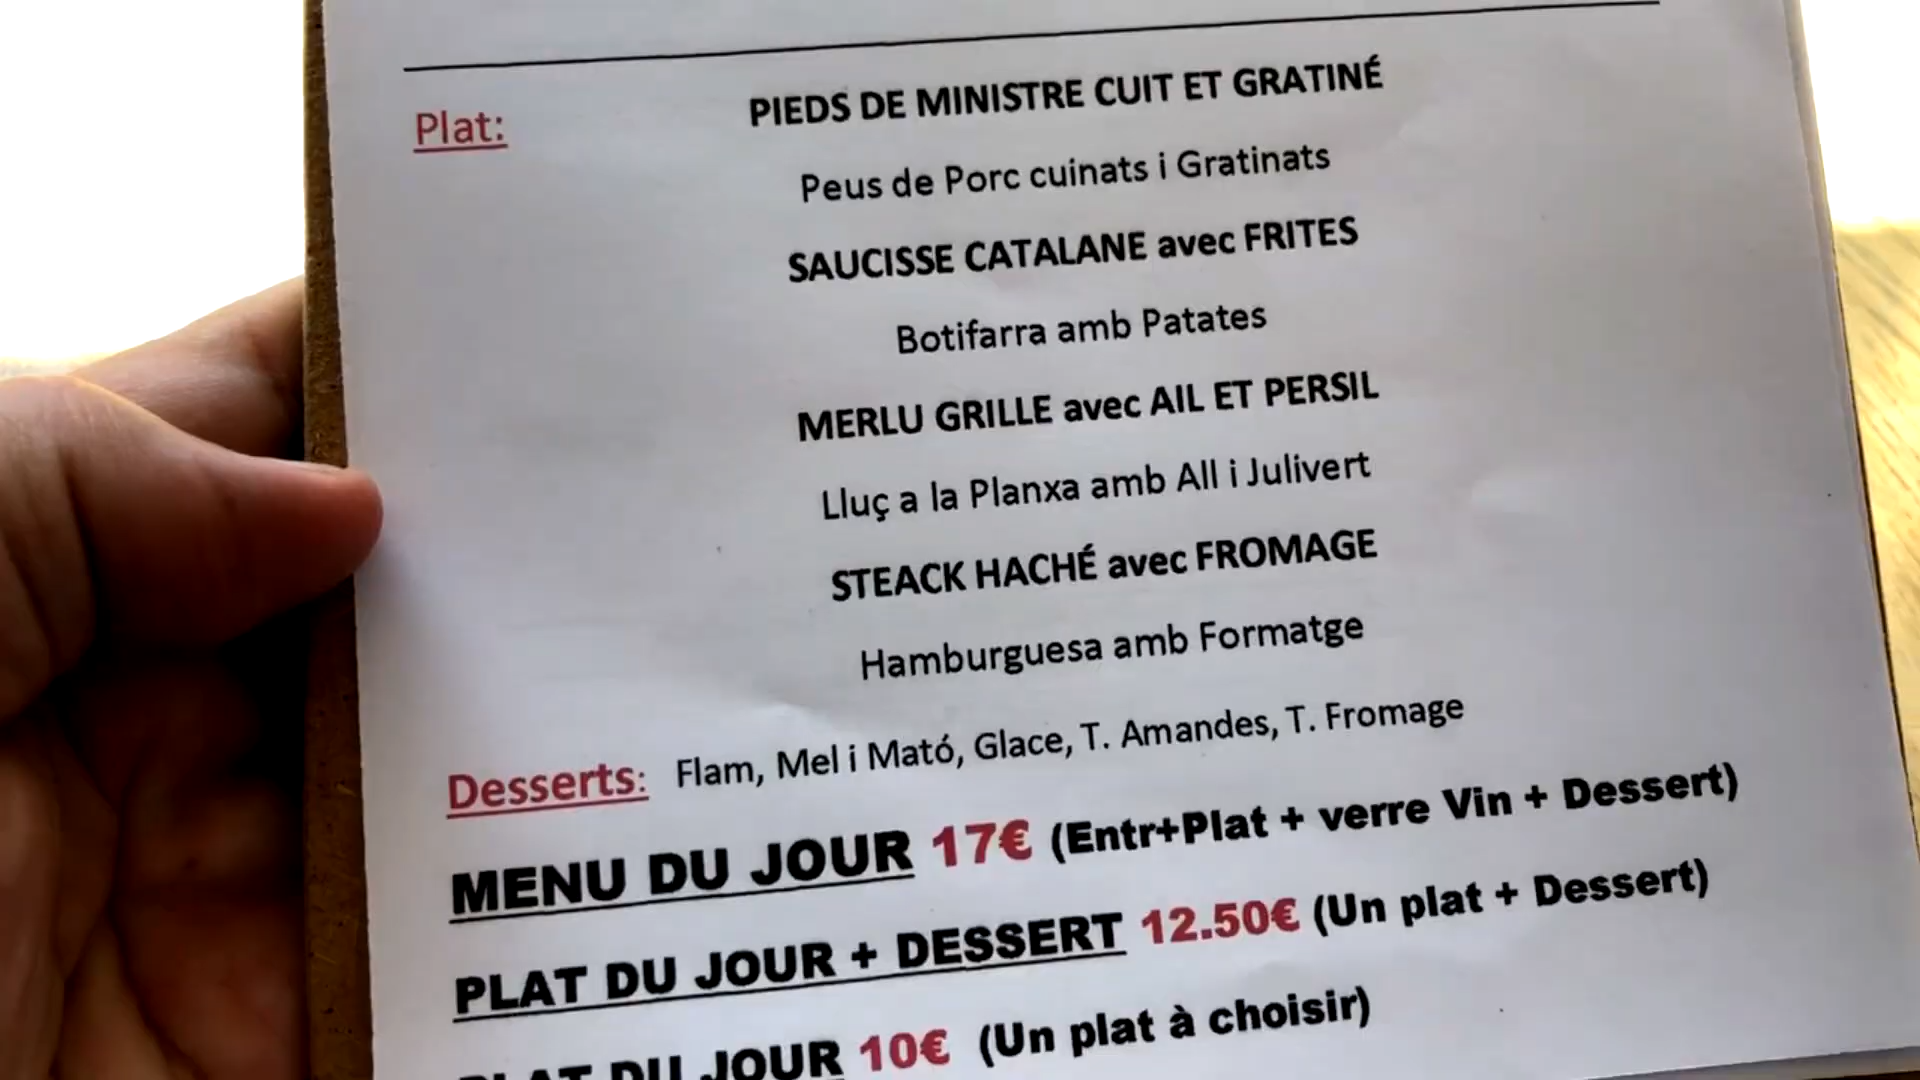 Plat:
PIEDS DE MINISTRE CUIT ET GRATINÉ
Peus de Porc cuinats i Gratinats
SAUCISSE CATALANE avec FRITES
Botifarra amb Patates
MERLU GRILLE avec AIL ET PERSIL
Lluç a la Planxa amb All i Julivert
STEACK HACHÉ avec FROMAGE
Hamburguesa amb Formatge
Desserts: Flam, Mel i Mató, Glace, T. Amandes, T. Fromage
MENU DU JOUR 17€ (Entr+Plat + verre Vin + Dessert)
PLAT DU JOUR + DESSERT 12.50€ (Un plat + Dessert)
PLAT DU JOUR 10€ (Un plat à choisir)